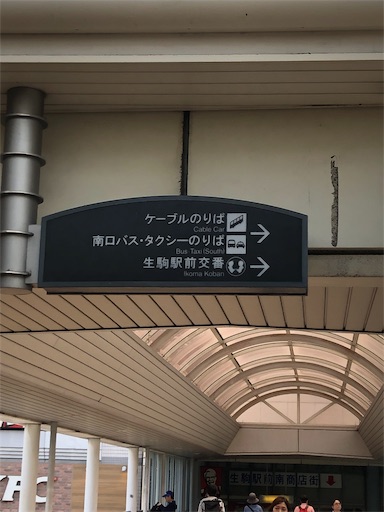 ケーブルのりば
Cable Car
南口バス・タクシーのりば
Bus Taxi (South)
生駒駅前交番
Ikoma Koban
生駒駅前南商店街
FC